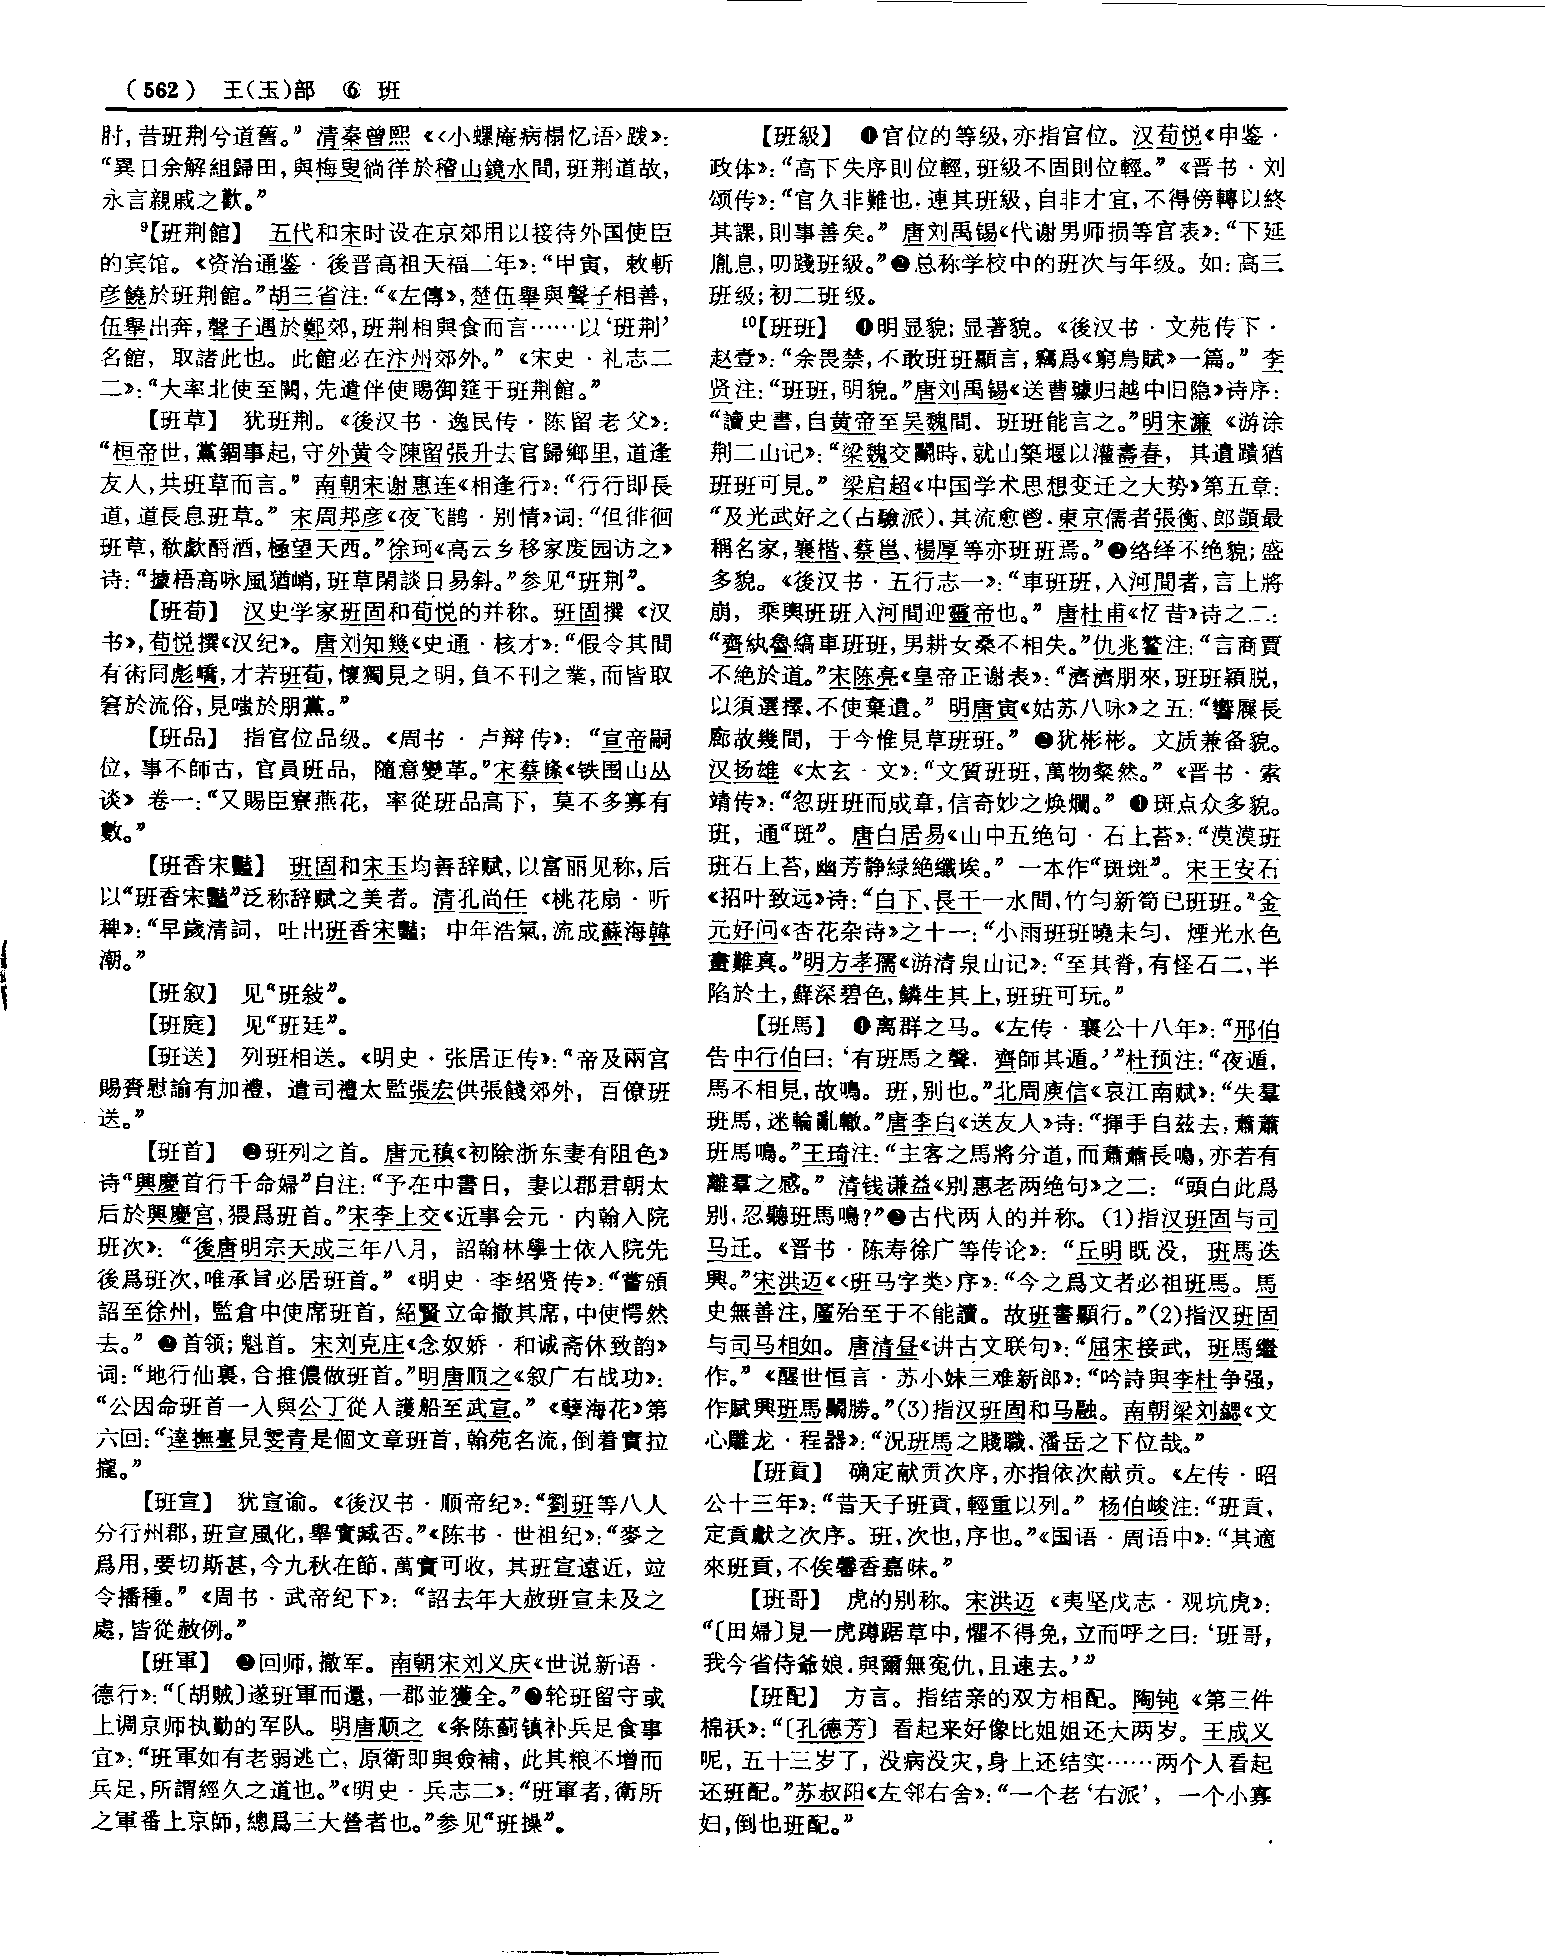 （562） 王（玉）部 ⑥ 班
肘，昔班荆兮道舊。”清秦曾熙《〈小螺庵病榻忆语〉跋》：
“異日余解組歸田，與梅叟徜徉於稽山鏡水間，班荆道故，
永言親戚之歡。”
9【班荆館】 五代和宋时设在京郊用以接待外国使臣
的宾馆。《资治通鉴·後晋高祖天福二年》：“甲寅，敕斬
彦饒於班荆館。”胡三省注：“《左傳》，楚伍舉與聲子相善，
伍舉出奔，聲子遇於鄭郊，班荆相與食而言……以‘班荆’
名館，取諸此也。此館必在汴州郊外。”《宋史·礼志二
二》：“大率北使至闕，先遣伴使賜御筵于班荆館。”
【班草】 犹班荆。《後汉书·逸民传·陈留老父》：
“桓帝世，黨錮事起，守外黄令陳留張升去官歸鄉里，道逢
友人，共班草而言。”南朝宋谢惠连《相逢行》：“行行即長
道，道長息班草。”宋周邦彦《夜飞鹊·别情》词：“但徘徊
班草，欷歔酹酒，極望天西。”徐珂《高云乡移家废园访之》
诗：“據梧高咏風猶峭，班草閑談日易斜。”参见“班荆”。
【班荀】 汉史学家班固和荀悦的并称。班固撰《汉
书》，荀悦撰《汉纪》。唐刘知幾《史通·核才》：“假令其間
有術同彪嶠，才若班荀，懷獨見之明，負不刊之業，而皆取
窘於流俗，見嗤於朋黨。”
【班品】 指官位品级。《周书·卢辩传》：“宣帝嗣
位，事不師古，官員班品，隨意變革。”宋蔡絛《铁围山丛
谈》卷一：“又賜臣寮燕花，率從班品高下，莫不多寡有
數。”
【班香宋豔】 班固和宋玉均善辞赋，以富丽见称，后
以“班香宋豔”泛称辞赋之美者。清孔尚任《桃花扇·听
稗》：“早歲清詞，吐出班香宋豔；中年浩氣，流成蘇海韓
潮。”
【班叙】 见“班敍”。
【班庭】 见“班廷”。
【班送】 列班相送。《明史·张居正传》：“帝及兩宫
賜賚慰諭有加禮，遣司禮太監張宏供張餞郊外，百僚班
送。”
【班首】 ❶班列之首。唐元稹《初除浙东妻有阻色》
诗“興慶首行千命婦”自注：“予在中書日，妻以郡君朝太
后於興慶宫，猥爲班首。”宋李上交《近事会元·内翰入院
班次》：“後唐明宗天成三年八月，詔翰林學士依入院先
後爲班次，唯承旨必居班首。”《明史·李绍贤传》：“嘗頒
詔至徐州，監倉中使席班首，紹賢立命撤其席，中使愕然
去。”❷首领；魁首。宋刘克庄《念奴娇·和诚斋休致韵》
词：“地行仙裏，合推儂做班首。”明唐顺之《叙广右战功》：
“公因命班首一人與公丁從人護船至武宣。”《孽海花》第
六回：“達撫臺見雯青是個文章班首，翰苑名流，倒着實拉
攏。”
【班宣】 犹宣谕。《後汉书·顺帝纪》：“劉班等八人
分行州郡，班宣風化，舉實臧否。”《陈书·世祖纪》：“麥之
爲用，要切斯甚，今九秋在節，萬實可收，其班宣遠近，竝
令播種。”《周书·武帝纪下》：“詔去年大赦班宣未及之
處，皆從赦例。”
【班軍】 ❶回师，撤军。南朝宋刘义庆《世说新语·
德行》：“〔胡賊〕遂班軍而還，一郡並獲全。”❷轮班留守或
上调京师执勤的军队。明唐顺之《条陈蓟镇补兵足食事
宜》：“班軍如有老弱逃亡，原衛即與僉補，此其粮不增而
兵足，所謂經久之道也。”《明史·兵志二》：“班軍者，衛所
之軍番上京師，總爲三大營者也。”参见“班操”。
【班級】 ❶官位的等级，亦指官位。汉荀悦《申鉴·
政体》：“高下失序則位輕，班級不固則位輕。”《晋书·刘
颂传》：“官久非難也，連其班級，自非才宜，不得傍轉以終
其課，則事善矣。”唐刘禹锡《代谢男师损等官表》：“下延
胤息，叨踐班級。”❷总称学校中的班次与年级。如：高三
班级；初二班级。
10【班班】 ❶明显貌；显著貌。《後汉书·文苑传下·
赵壹》：“余畏禁，不敢班班顯言，竊爲《窮鳥賦》一篇。”李
贤注：“班班，明貌。”唐刘禹锡《送曹璩归越中旧隐》诗序：
“讀史書，自黄帝至吴魏間，班班能言之。”明宋濂《游涂
荆二山记》：“梁魏交鬭時，就山築堰以灌壽春，其遺蹟猶
班班可見。”梁启超《中国学术思想变迁之大势》第五章：
“及光武好之（占驗派），其流愈鬯，東京儒者張衡、郎顗最
稱名家，襄楷、蔡邕、楊厚等亦班班焉。”❷络绎不绝貌；盛
多貌。《後汉书·五行志一》：“車班班，入河間者，言上將
崩，乘輿班班入河間迎靈帝也。”唐杜甫《忆昔》诗之二：
“齊紈魯縞車班班，男耕女桑不相失。”仇兆鳌注：“言商賈
不絶於道。”宋陈亮《皇帝正谢表》：“濟濟朋來，班班穎脱，
以須選擇，不使棄遺。”明唐寅《姑苏八咏》之五：“響屧長
廊故幾間，于今惟見草班班。”❸犹彬彬。文质兼备貌。
汉扬雄《太玄·文》：“文質班班，萬物粲然。”《晋书·索
靖传》：“忽班班而成章，信奇妙之焕爛。”❹斑点众多貌。
班，通“斑”。唐白居易《山中五绝句·石上苔》：“漠漠班
班石上苔，幽芳静緑絶纖埃。”一本作“斑斑”。宋王安石
《招叶致远》诗：“白下、長干一水間，竹匀新筍已班班。”金
元好问《杏花杂诗》之十一：“小雨班班曉未匀，煙光水色
畫難真。”明方孝孺《游清泉山记》：“至其脊，有怪石二，半
陷於土，蘚深碧色，鱗生其上，班班可玩。”
【班馬】 ❶离群之马。《左传·襄公十八年》：“邢伯
告中行伯曰：‘有班馬之聲，齊師其遁。’”杜预注：“夜遁，
馬不相見，故鳴。班，别也。”北周庾信《哀江南赋》：“失羣
班馬，迷輪亂轍。”唐李白《送友人》诗：“揮手自兹去，蕭蕭
班馬鳴。”王琦注：“主客之馬將分道，而蕭蕭長鳴，亦若有
離羣之感。”清钱谦益《别惠老两绝句》之二：“頭白此爲
别，忍聽班馬鳴？”❷古代两人的并称。（1）指汉班固与司
马迁。《晋书·陈寿徐广等传论》：“丘明既没，班馬迭
興。”宋洪迈《〈班马字类〉序》：“今之爲文者必祖班馬。馬
史無善注，屢殆至于不能讀。故班書顯行。”（2）指汉班固
与司马相如。唐清昼《讲古文联句》：“屈宋接武，班馬繼
作。”《醒世恒言·苏小妹三难新郎》：“吟詩與李杜争强，
作賦與班馬鬭勝。”（3）指汉班固和马融。南朝梁刘勰《文
心雕龙·程器》：“况班馬之賤職，潘岳之下位哉。”
【班貢】 确定献贡次序，亦指依次献贡。《左传·昭
公十三年》：“昔天子班貢，輕重以列。”杨伯峻注：“班貢，
定貢獻之次序。班，次也，序也。”《国语·周语中》：“其適
來班貢，不俟馨香嘉味。”
【班哥】 虎的别称。宋洪迈《夷坚戊志·观坑虎》：
“〔田婦〕見一虎蹲踞草中，懼不得免，立而呼之曰：‘班哥，
我今省侍爺娘，與爾無冤仇，且速去。’”
【班配】 方言。指结亲的双方相配。陶钝《第三件
棉袄》：“〔孔德芳〕看起来好像比姐姐还大两岁。王成义
呢，五十三岁了，没病没灾，身上还结实……两个人看起
还班配。”苏叔阳《左邻右舍》：“一个老‘右派’，一个小寡
妇，倒也班配。”